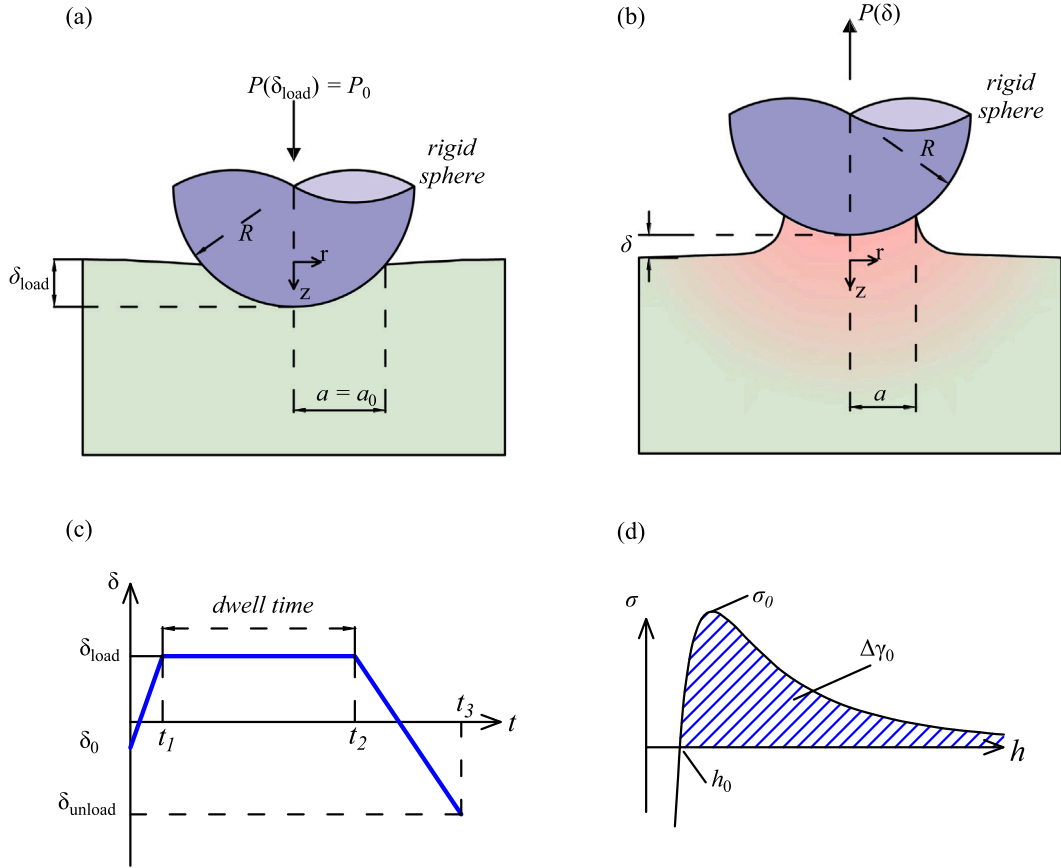 (a)
P(δload) = P0
rigid
sphere
R
δload
r
z
a = a0
(b)
P(δ)
rigid
sphere
R
δ
r
z
a
(c)
δ
dwell time
δload
t3
t
t1
t2
δ0
δunload
(d)
σ
σ0
Δγ0
h
h0